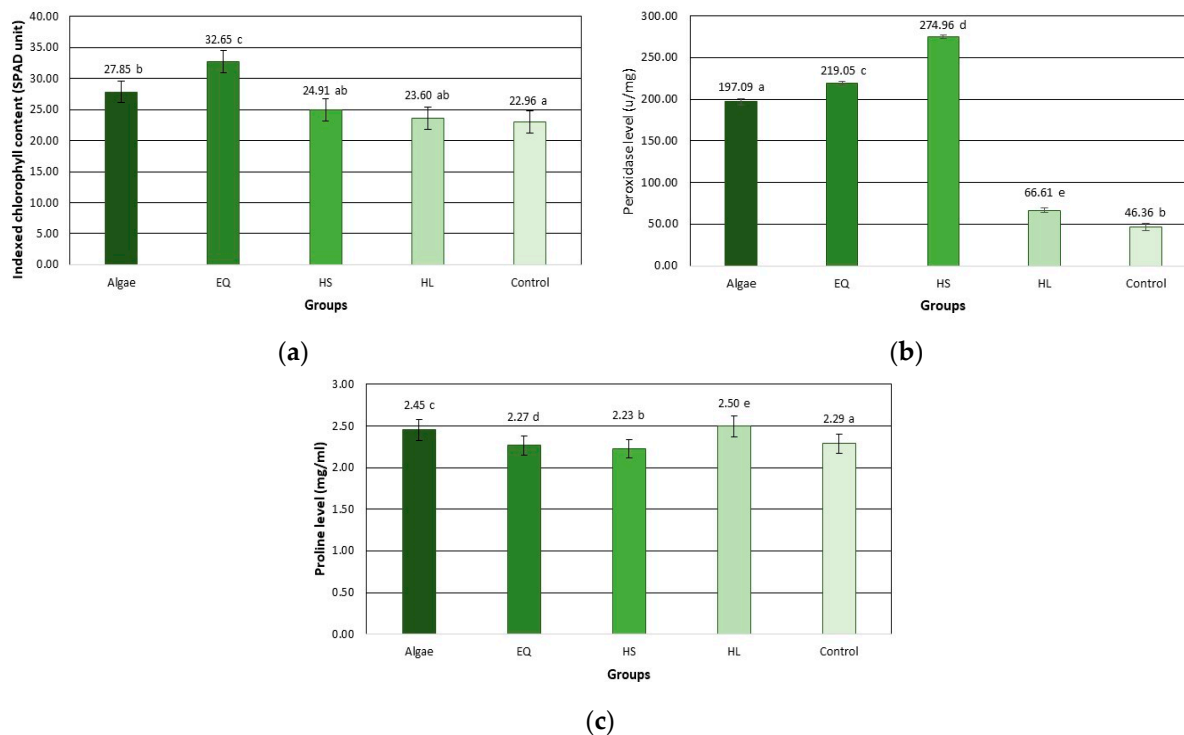 Indexed chlorophyll content (SPAD unit)
40.00
35.00
30.00
25.00
20.00
15.00
10.00
5.00
0.00
27.85 b
32.65 c
24.91 ab
23.60 ab
22.96 a
Algae EQ HS HL Control
Groups
(a)
Peroxidase level (u/mg)
300.00
250.00
200.00
150.00
100.00
50.00
0.00
197.09 a
219.05 c
274.96 d
66.61 e
46.36 b
Algae EQ HS HL Control
Groups
(b)
Proline level (mg/ml)
3.00
2.50
2.00
1.50
1.00
0.50
0.00
2.45 c
2.27 d
2.23 b
2.50 e
2.29 a
Algae EQ HS HL Control
Groups
(c)